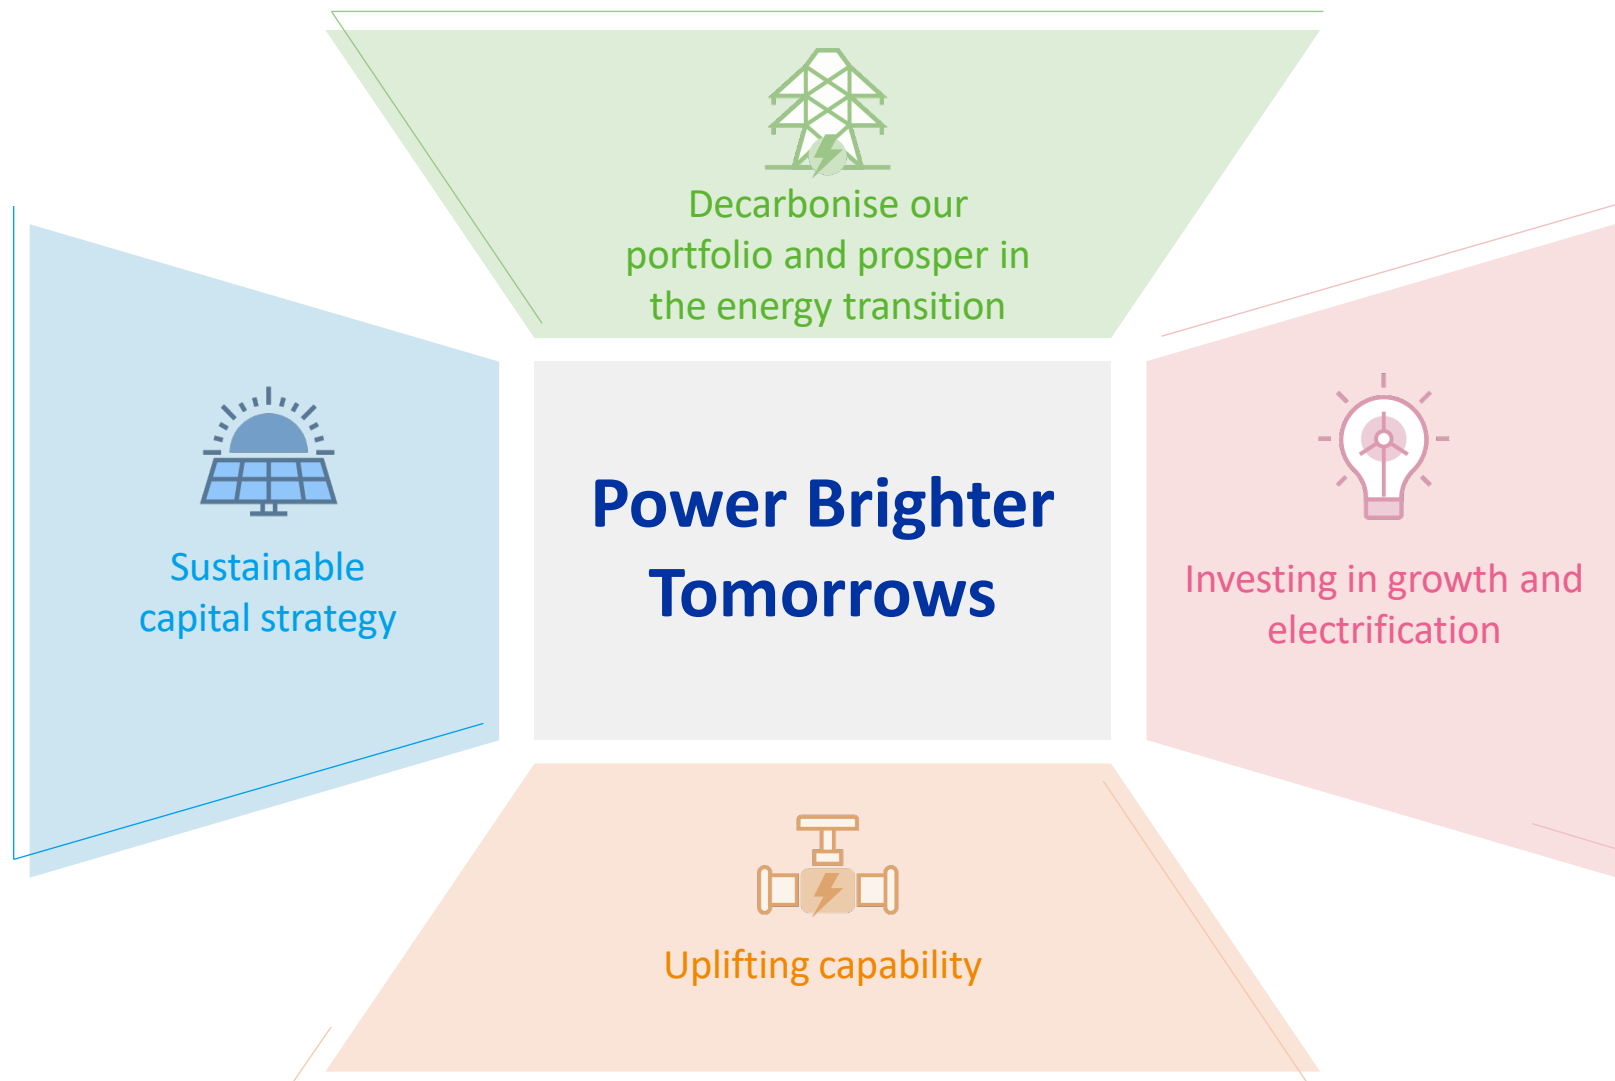 Decarbonise our
portfolio and prosper in
the energy transition
Sustainable
capital strategy
Power Brighter
Tomorrows
Investing in growth and
electrification
Uplifting capability